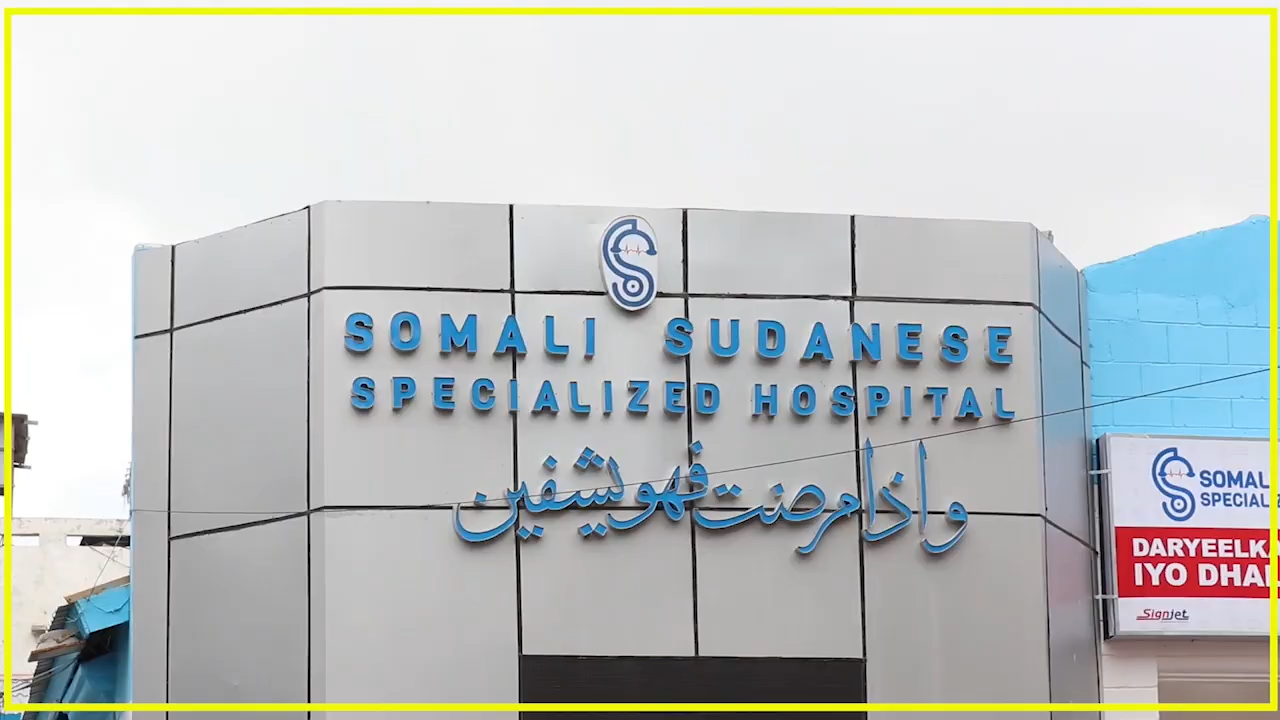 SOMALI SUDANESE
SPECIALIZED HOSPITAL
واذا مرضت فهو يشفين
SOMAL
SPECIAL
DARYEELKA
IYO DHA
Signjet